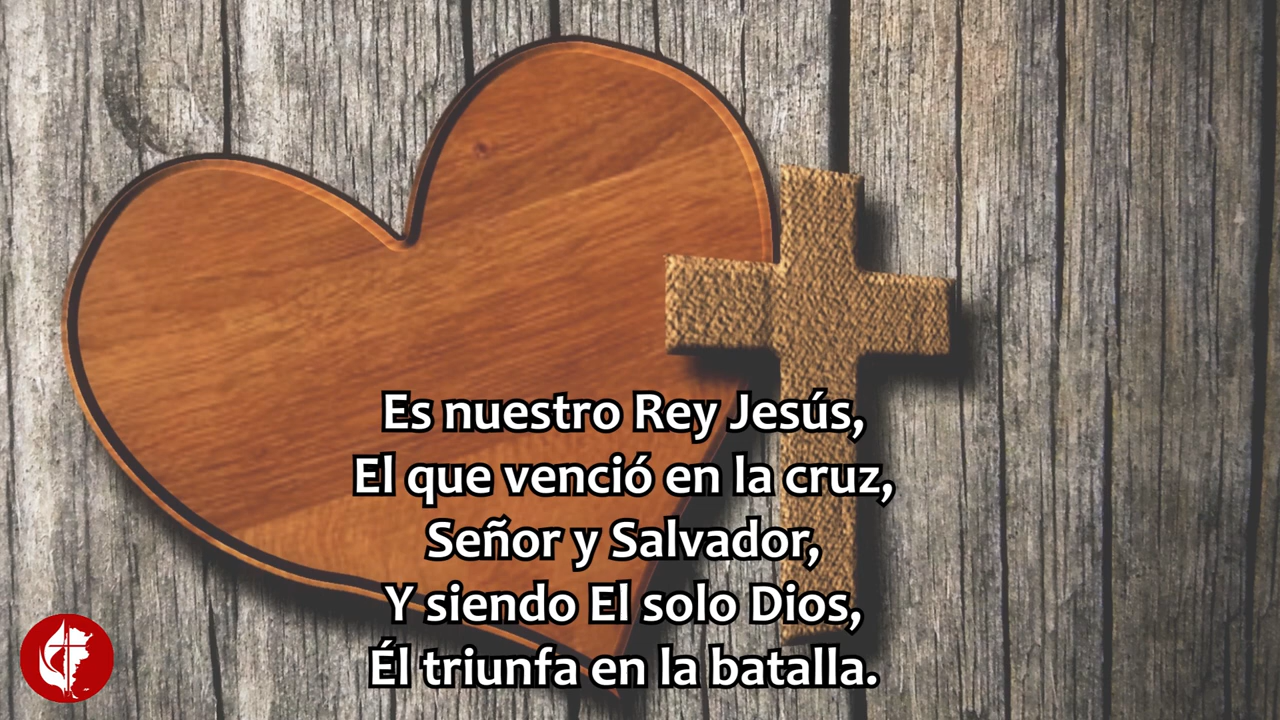 Es nuestro Rey Jesús,
El que venció en la cruz,
Señor y Salvador,
Y siendo El solo Dios,
Él triunfa en la batalla.